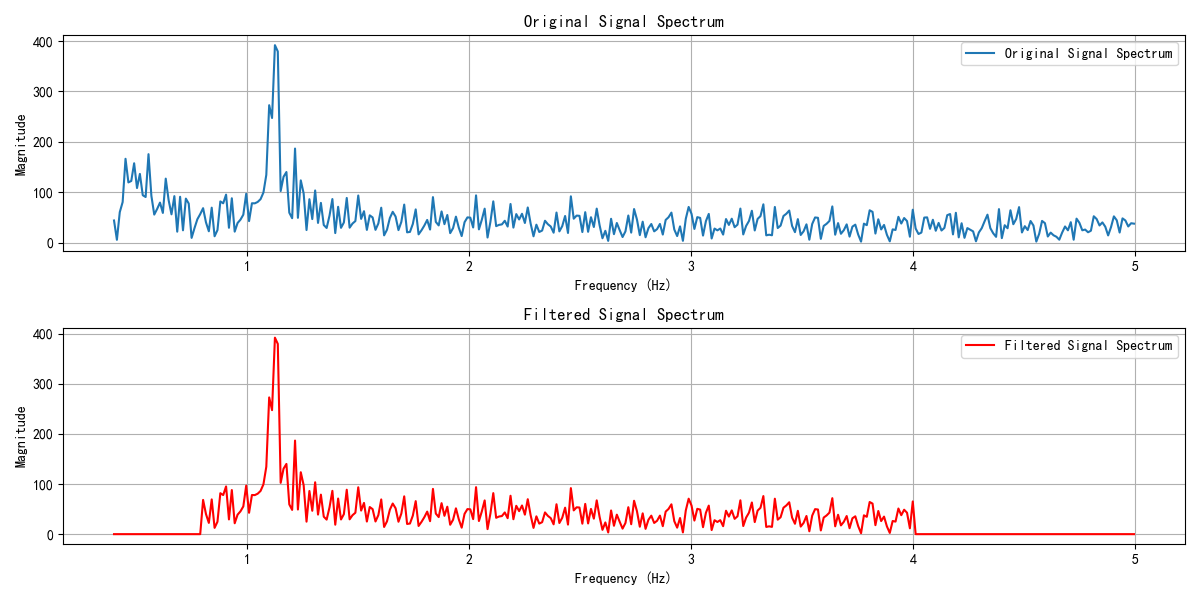 Original Signal Spectrum
400
300
200
100
0
Magnitude
Original Signal Spectrum
1
2
3
4
5
Frequency (Hz)
Filtered Signal Spectrum
400
300
200
100
0
Magnitude
Filtered Signal Spectrum
1
2
3
4
5
Frequency (Hz)